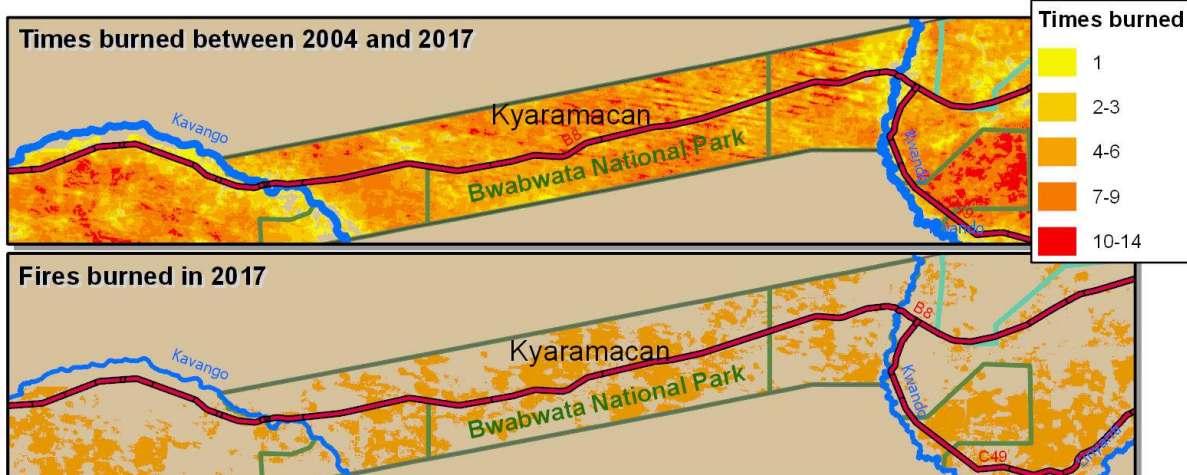 Times burned between 2004 and 2017
Times burned
1
2-3
4-6
7-9
10-14
Kavango
Kyaramacan
B8
Bwabwata National Park
Kwando
Fires burned in 2017
Kavango
Kyaramacan
Bwabwata National Park
B8
Kwando
C49